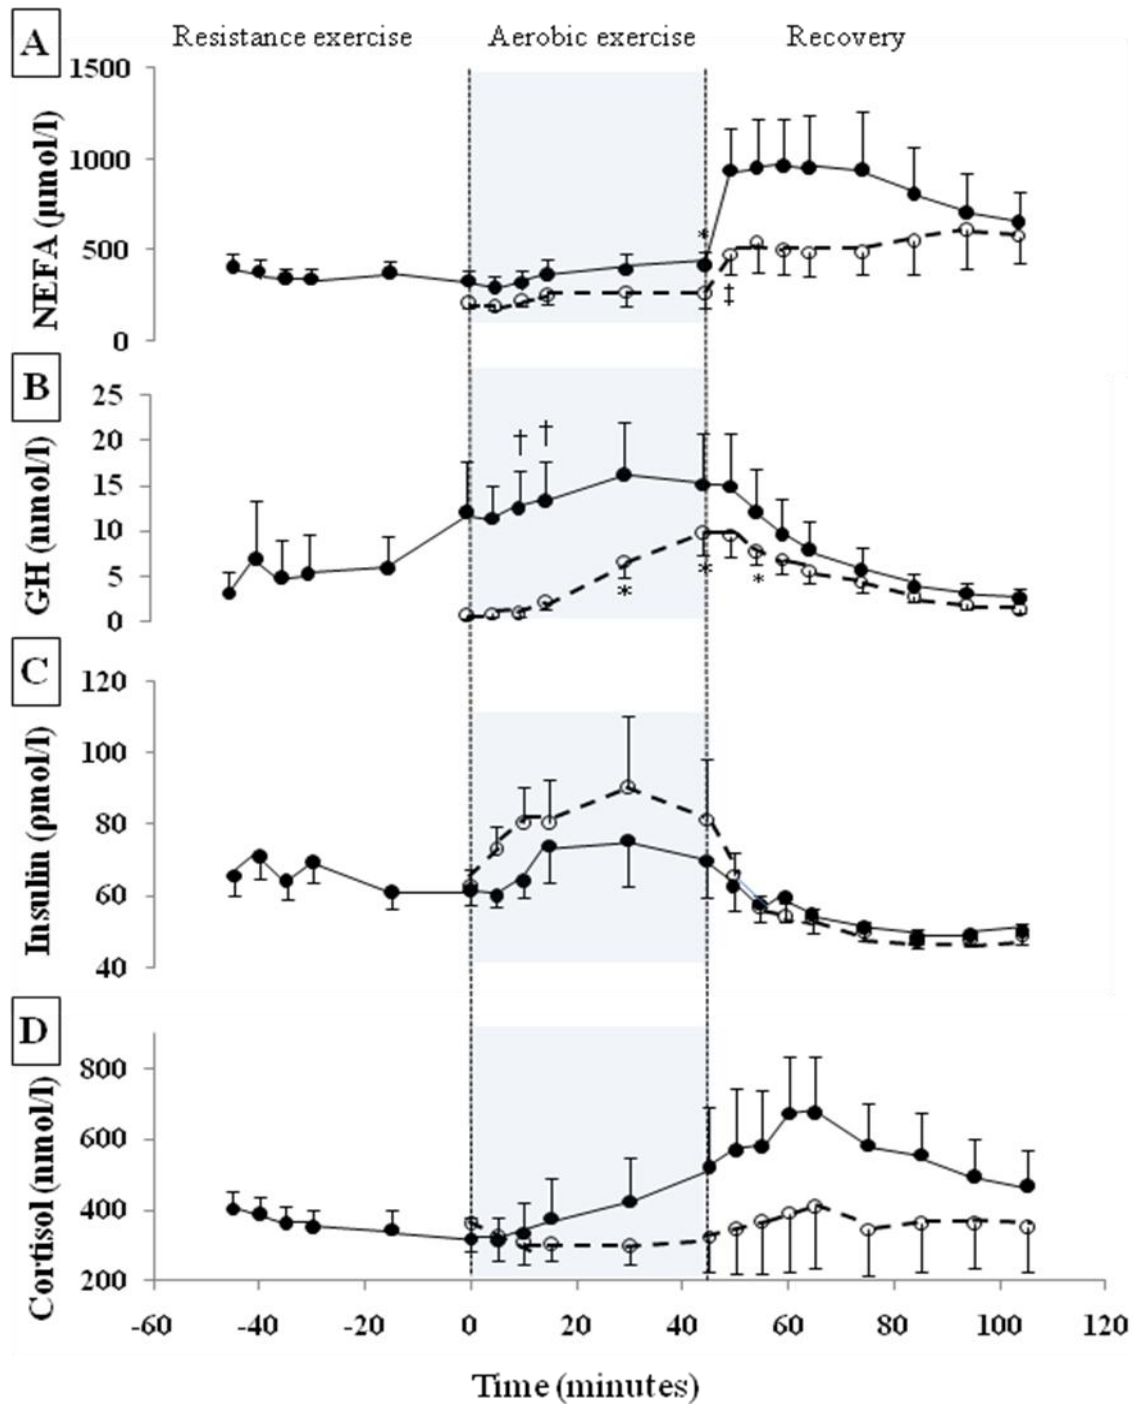 A
Resistance exercise Aerobic exercise Recovery
NEFA (µmol/l)
1500
1000
500
0
*
‡
B
GH (nmol/l)
25
20
15
10
5
0
† †
* * *
C
Insulin (pmol/l)
120
100
80
60
40
D
Cortisol (nmol/l)
800
600
400
200
-60 -40 -20 0 20 40 60 80 100 120
Time (minutes)